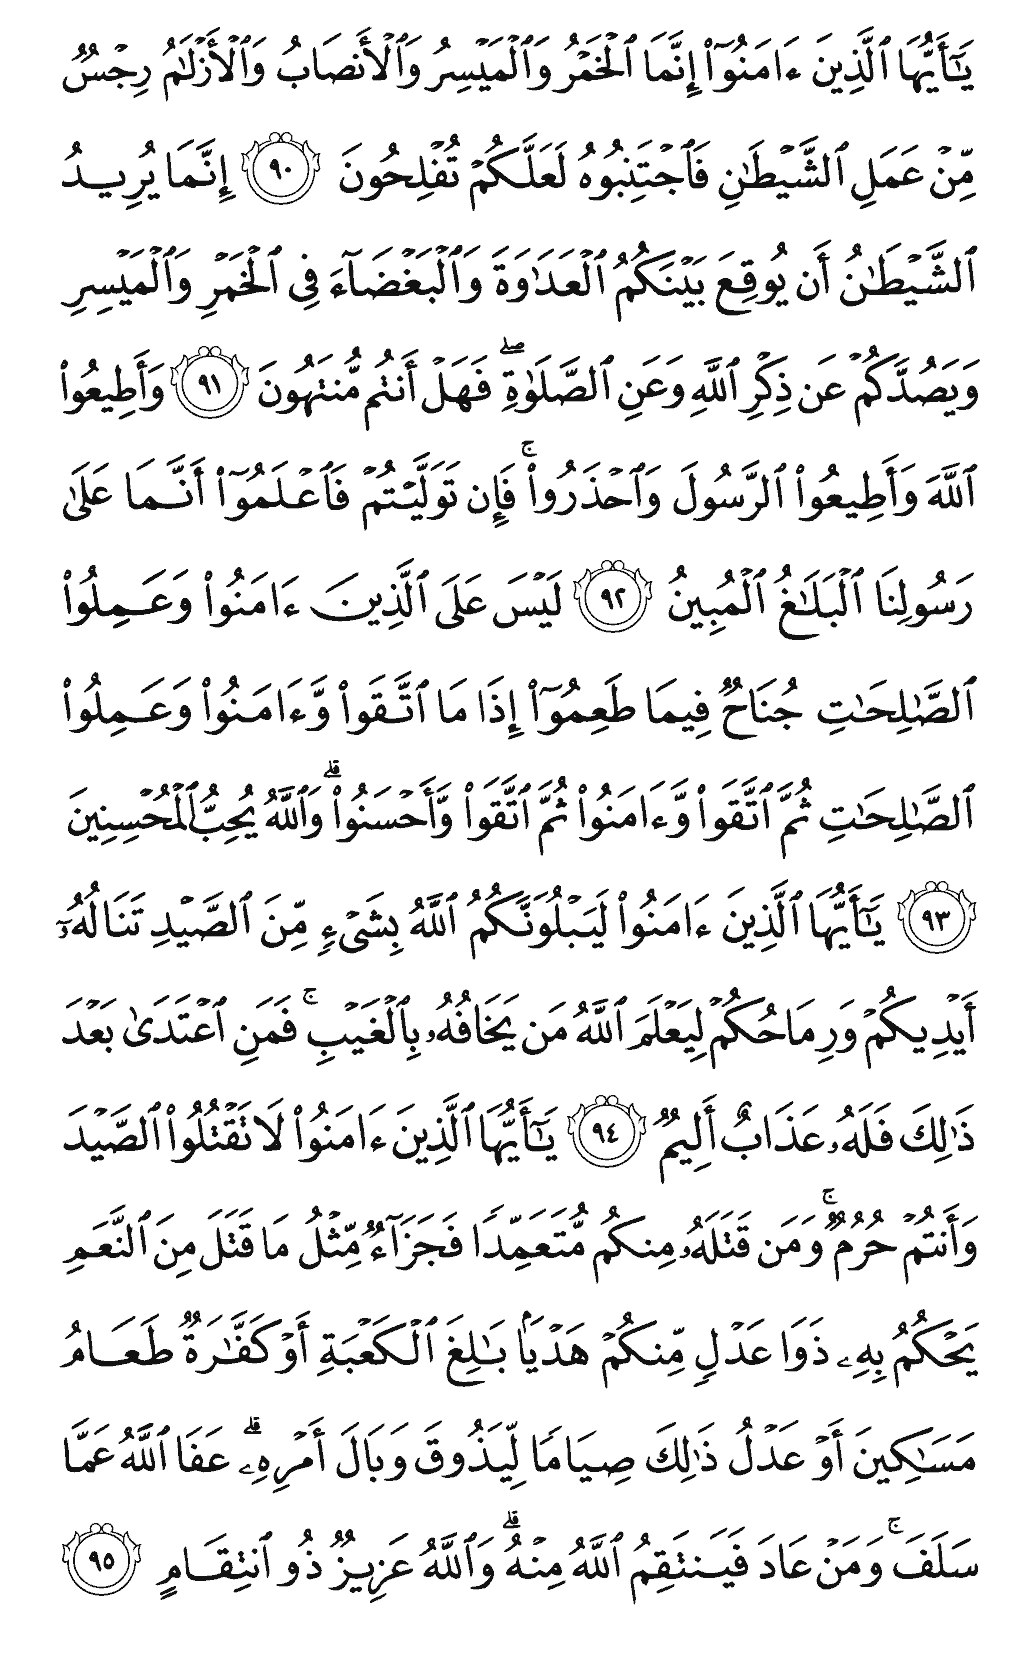 يَـٰٓأَيُّهَا ٱلَّذِينَ ءَامَنُوٓا۟ إِنَّمَا ٱلْخَمْرُ وَٱلْمَيْسِرُ وَٱلْأَنصَابُ وَٱلْأَزْلَـٰمُ رِجْسٌ
مِّنْ عَمَلِ ٱلشَّيْطَـٰنِ فَٱجْتَنِبُوهُ لَعَلَّكُمْ تُفْلِحُونَ ٩٠ إِنَّمَا يُرِيدُ
ٱلشَّيْطَـٰنُ أَن يُوقِعَ بَيْنَكُمُ ٱلْعَدَٰوَةَ وَٱلْبَغْضَآءَ فِى ٱلْخَمْرِ وَٱلْمَيْسِرِ
وَيَصُدَّكُمْ عَن ذِكْرِ ٱللَّهِ وَعَنِ ٱلصَّلَوٰةِ ۖ فَهَلْ أَنتُم مُّنتَهُونَ ٩١ وَأَطِيعُوا۟
ٱللَّهَ وَأَطِيعُوا۟ ٱلرَّسُولَ وَٱحْذَرُوا۟ ۚ فَإِن تَوَلَّيْتُمْ فَٱعْلَمُوٓا۟ أَنَّمَا عَلَىٰ
رَسُولِنَا ٱلْبَلَـٰغُ ٱلْمُبِينُ ٩٢ لَيْسَ عَلَى ٱلَّذِينَ ءَامَنُوا۟ وَعَمِلُوا۟
ٱلصَّـٰلِحَـٰتِ جُنَاحٌ فِيمَا طَعِمُوٓا۟ إِذَا مَا ٱتَّقَوا۟ وَّءَامَنُوا۟ وَعَمِلُوا۟
ٱلصَّـٰلِحَـٰتِ ثُمَّ ٱتَّقَوا۟ وَّءَامَنُوا۟ ثُمَّ ٱتَّقَوا۟ وَّأَحْسَنُوا۟ ۗ وَٱللَّهُ يُحِبُّ ٱلْمُحْسِنِينَ
٩٣ يَـٰٓأَيُّهَا ٱلَّذِينَ ءَامَنُوا۟ لَيَبْلُوَنَّكُمُ ٱللَّهُ بِشَىْءٍ مِّنَ ٱلصَّيْدِ تَنَالُهُۥٓ
أَيْدِيكُمْ وَرِمَاحُكُمْ لِيَعْلَمَ ٱللَّهُ مَن يَخَافُهُۥ بِٱلْغَيْبِ ۚ فَمَنِ ٱعْتَدَىٰ بَعْدَ
ذَٰلِكَ فَلَهُۥ عَذَابٌ أَلِيمٌ ٩٤ يَـٰٓأَيُّهَا ٱلَّذِينَ ءَامَنُوا۟ لَا تَقْتُلُوا۟ ٱلصَّيْدَ
وَأَنتُمْ حُرُمٌ ۚ وَمَن قَتَلَهُۥ مِنكُم مُّتَعَمِّدًا فَجَزَآءٌ مِّثْلُ مَا قَتَلَ مِنَ ٱلنَّعَمِ
يَحْكُمُ بِهِۦ ذَوَا عَدْلٍ مِّنكُمْ هَدْيًۢا بَـٰلِغَ ٱلْكَعْبَةِ أَوْ كَفَّـٰرَةٌ طَعَامُ
مَسَـٰكِينَ أَوْ عَدْلُ ذَٰلِكَ صِيَامًا لِّيَذُوقَ وَبَالَ أَمْرِهِۦ ۗ عَفَا ٱللَّهُ عَمَّا
سَلَفَ ۚ وَمَنْ عَادَ فَيَنتَقِمُ ٱللَّهُ مِنْهُ ۗ وَٱللَّهُ عَزِيزٌ ذُو ٱنتِقَامٍ ٩٥